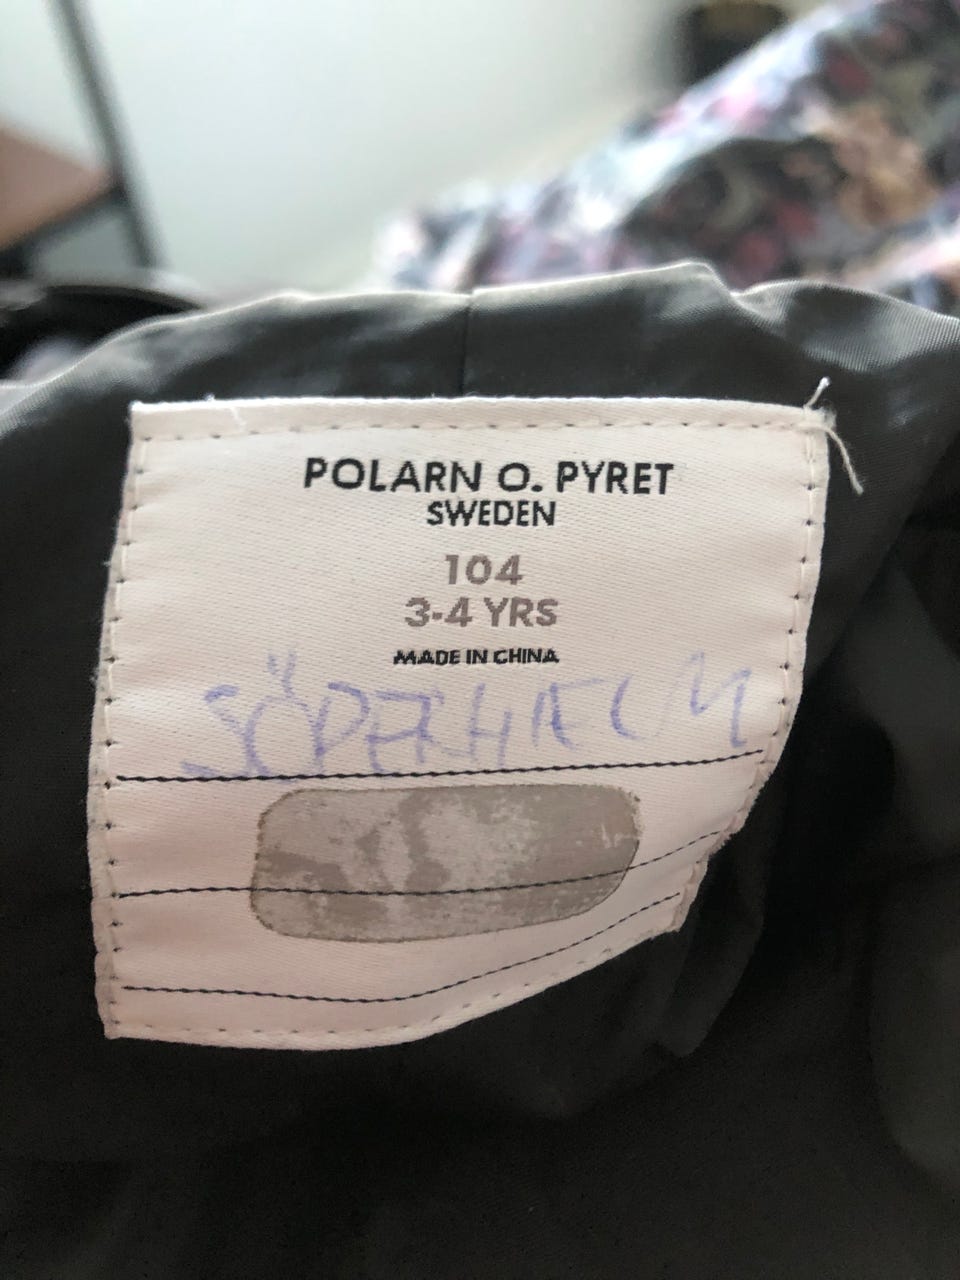 POLARN O. PYRET
SWEDEN
104
3-4 YRS
MADE IN CHINA